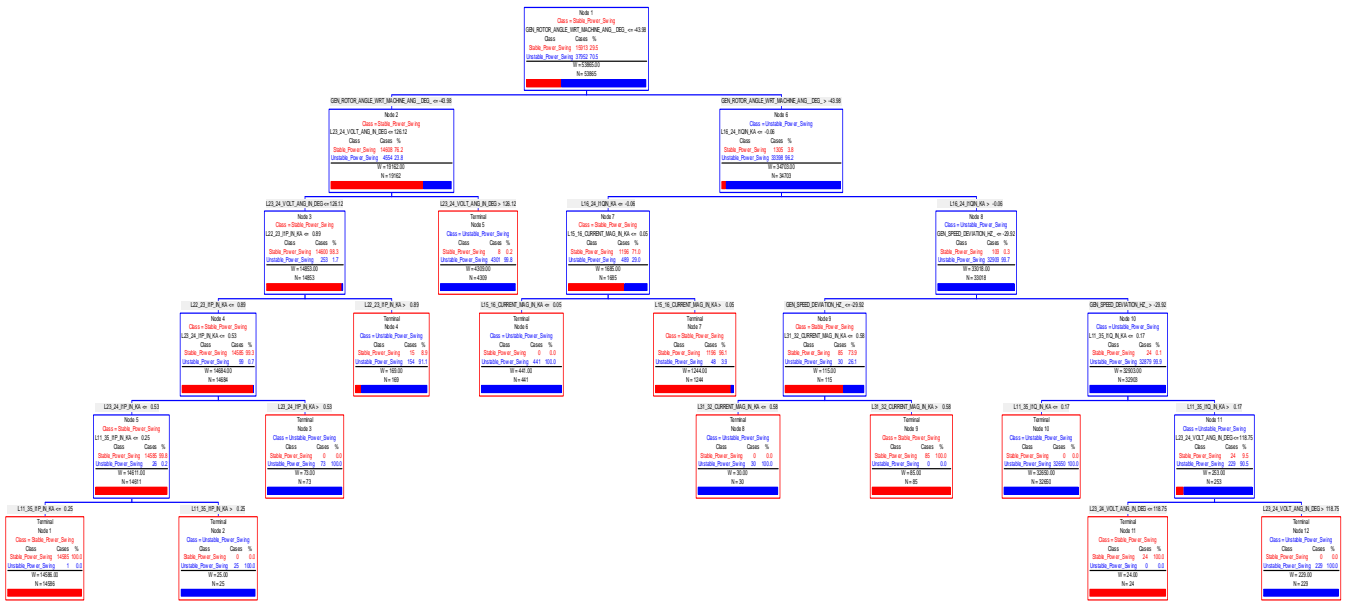 Node 1
Class = Stable_Power_Swing
GEN_ROTOR_ANGLE_WRT_MACHINE_ANG__DEG_ <= -43.98
Class Cases %
Stable_Power_Swing 15913 29.5
Unstable_Power_Swing 37952 70.5
W = 53865.00
N = 53865
GEN_ROTOR_ANGLE_WRT_MACHINE_ANG__DEG_ <= -43.98
GEN_ROTOR_ANGLE_WRT_MACHINE_ANG__DEG_ > -43.98
Node 2
Class = Stable_Power_Swing
L23_24_VOLT_ANG_IN_DEG <= 126.12
Class Cases %
Stable_Power_Swing 14608 76.2
Unstable_Power_Swing 4554 23.8
W = 19162.00
N = 19162
Node 6
Class = Unstable_Power_Swing
L16_24_I1QIN_KA <= -0.06
Class Cases %
Stable_Power_Swing 1305 3.8
Unstable_Power_Swing 33398 96.2
W = 34703.00
N = 34703
L23_24_VOLT_ANG_IN_DEG <= 126.12
L23_24_VOLT_ANG_IN_DEG > 126.12
L16_24_I1QIN_KA <= -0.06
L16_24_I1QIN_KA > -0.06
Node 3
Class = Stable_Power_Swing
L22_23_I1P_IN_KA <= 0.89
Class Cases %
Stable_Power_Swing 14600 98.3
Unstable_Power_Swing 253 1.7
W = 14853.00
N = 14853
Terminal
Node 5
Class = Unstable_Power_Swing
Class Cases %
Stable_Power_Swing 8 0.2
Unstable_Power_Swing 4301 99.8
W = 4309.00
N = 4309
Node 7
Class = Stable_Power_Swing
L15_16_CURRENT_MAG_IN_KA <= 0.05
Class Cases %
Stable_Power_Swing 1196 71.0
Unstable_Power_Swing 489 29.0
W = 1685.00
N = 1685
Node 8
Class = Unstable_Power_Swing
GEN_SPEED_DEVIATION_HZ_ <= -29.92
Class Cases %
Stable_Power_Swing 109 0.3
Unstable_Power_Swing 32909 99.7
W = 33018.00
N = 33018
L22_23_I1P_IN_KA <= 0.89
L22_23_I1P_IN_KA > 0.89
L15_16_CURRENT_MAG_IN_KA <= 0.05
L15_16_CURRENT_MAG_IN_KA > 0.05
GEN_SPEED_DEVIATION_HZ_ <= -29.92
GEN_SPEED_DEVIATION_HZ_ > -29.92
Node 4
Class = Stable_Power_Swing
L23_24_I1P_IN_KA <= 0.53
Class Cases %
Stable_Power_Swing 14585 99.3
Unstable_Power_Swing 99 0.7
W = 14684.00
N = 14684
Terminal
Node 4
Class = Unstable_Power_Swing
Class Cases %
Stable_Power_Swing 15 8.9
Unstable_Power_Swing 154 91.1
W = 169.00
N = 169
Terminal
Node 6
Class = Unstable_Power_Swing
Class Cases %
Stable_Power_Swing 0 0.0
Unstable_Power_Swing 441 100.0
W = 441.00
N = 441
Terminal
Node 7
Class = Stable_Power_Swing
Class Cases %
Stable_Power_Swing 1196 96.1
Unstable_Power_Swing 48 3.9
W = 1244.00
N = 1244
Node 9
Class = Stable_Power_Swing
L31_32_CURRENT_MAG_IN_KA <= 0.58
Class Cases %
Stable_Power_Swing 85 73.9
Unstable_Power_Swing 30 26.1
W = 115.00
N = 115
Node 10
Class = Unstable_Power_Swing
L11_35_I1Q_IN_KA <= 0.17
Class Cases %
Stable_Power_Swing 24 0.1
Unstable_Power_Swing 32879 99.9
W = 32903.00
N = 32903
L23_24_I1P_IN_KA <= 0.53
L23_24_I1P_IN_KA > 0.53
L31_32_CURRENT_MAG_IN_KA <= 0.58
L31_32_CURRENT_MAG_IN_KA > 0.58
L11_35_I1Q_IN_KA <= 0.17
L11_35_I1Q_IN_KA > 0.17
Node 5
Class = Stable_Power_Swing
L11_35_I1P_IN_KA <= 0.25
Class Cases %
Stable_Power_Swing 14585 99.8
Unstable_Power_Swing 26 0.2
W = 14611.00
N = 14611
Terminal
Node 3
Class = Unstable_Power_Swing
Class Cases %
Stable_Power_Swing 0 0.0
Unstable_Power_Swing 73 100.0
W = 73.00
N = 73
Terminal
Node 8
Class = Unstable_Power_Swing
Class Cases %
Stable_Power_Swing 0 0.0
Unstable_Power_Swing 30 100.0
W = 30.00
N = 30
Terminal
Node 9
Class = Stable_Power_Swing
Class Cases %
Stable_Power_Swing 85 100.0
Unstable_Power_Swing 0 0.0
W = 85.00
N = 85
Terminal
Node 10
Class = Unstable_Power_Swing
Class Cases %
Stable_Power_Swing 0 0.0
Unstable_Power_Swing 32650 100.0
W = 32650.00
N = 32650
Node 11
Class = Unstable_Power_Swing
L23_24_VOLT_ANG_IN_DEG <= 118.75
Class Cases %
Stable_Power_Swing 24 9.5
Unstable_Power_Swing 229 90.5
W = 253.00
N = 253
L11_35_I1P_IN_KA <= 0.25
L11_35_I1P_IN_KA > 0.25
L23_24_VOLT_ANG_IN_DEG <= 118.75
L23_24_VOLT_ANG_IN_DEG > 118.75
Terminal
Node 1
Class = Stable_Power_Swing
Class Cases %
Stable_Power_Swing 14585 100.0
Unstable_Power_Swing 1 0.0
W = 14586.00
N = 14586
Terminal
Node 2
Class = Unstable_Power_Swing
Class Cases %
Stable_Power_Swing 0 0.0
Unstable_Power_Swing 25 100.0
W = 25.00
N = 25
Terminal
Node 11
Class = Stable_Power_Swing
Class Cases %
Stable_Power_Swing 24 100.0
Unstable_Power_Swing 0 0.0
W = 24.00
N = 24
Terminal
Node 12
Class = Unstable_Power_Swing
Class Cases %
Stable_Power_Swing 0 0.0
Unstable_Power_Swing 229 100.0
W = 229.00
N = 229